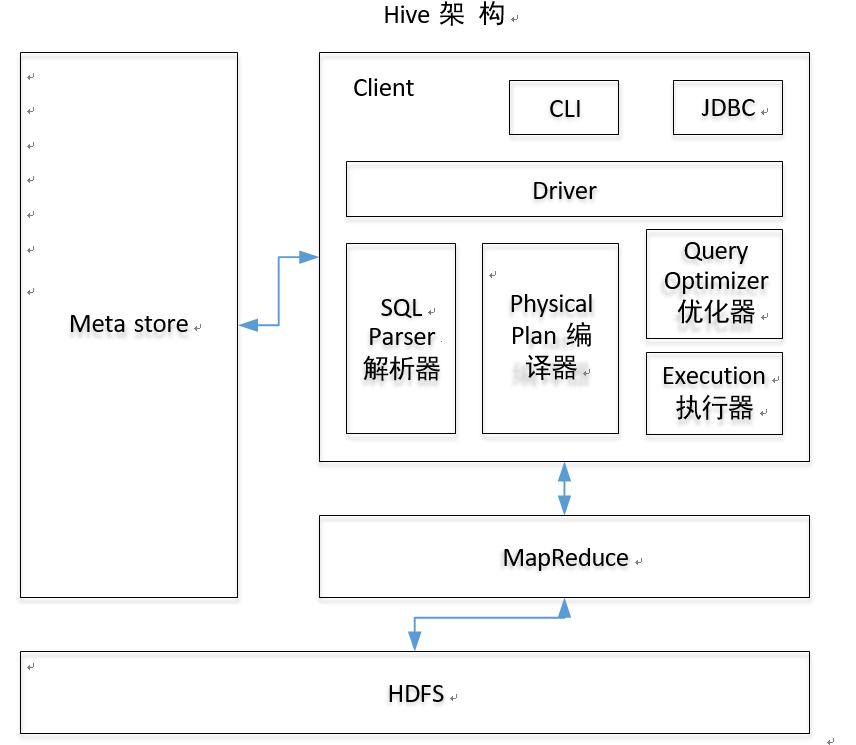 Hive 架 构
Client
CLI
JDBC
Driver
Meta store
SQL
Parser
解析器
Physical
Plan 编
译器
Query
Optimizer
优化器
Execution
执行器
MapReduce
HDFS